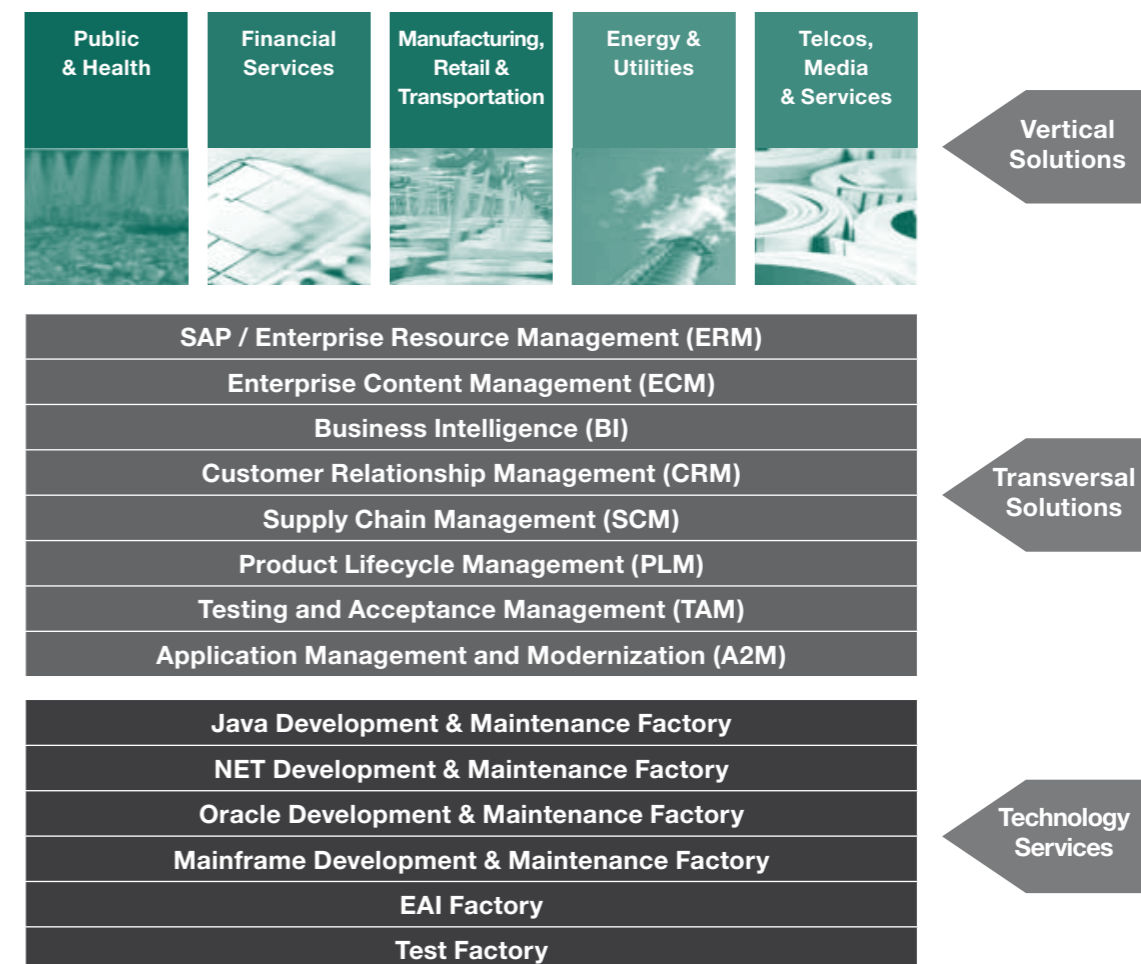 Public
& Health
Financial
Services
Manufacturing,
Retail &
Transportation
Energy &
Utilities
Telcos,
Media
& Services
Vertical
Solutions
SAP / Enterprise Resource Management (ERM)
Enterprise Content Management (ECM)
Business Intelligence (BI)
Customer Relationship Management (CRM)
Supply Chain Management (SCM)
Product Lifecycle Management (PLM)
Testing and Acceptance Management (TAM)
Application Management and Modernization (A2M)
Transversal
Solutions
Java Development & Maintenance Factory
NET Development & Maintenance Factory
Oracle Development & Maintenance Factory
Mainframe Development & Maintenance Factory
EAI Factory
Test Factory
Technology
Services